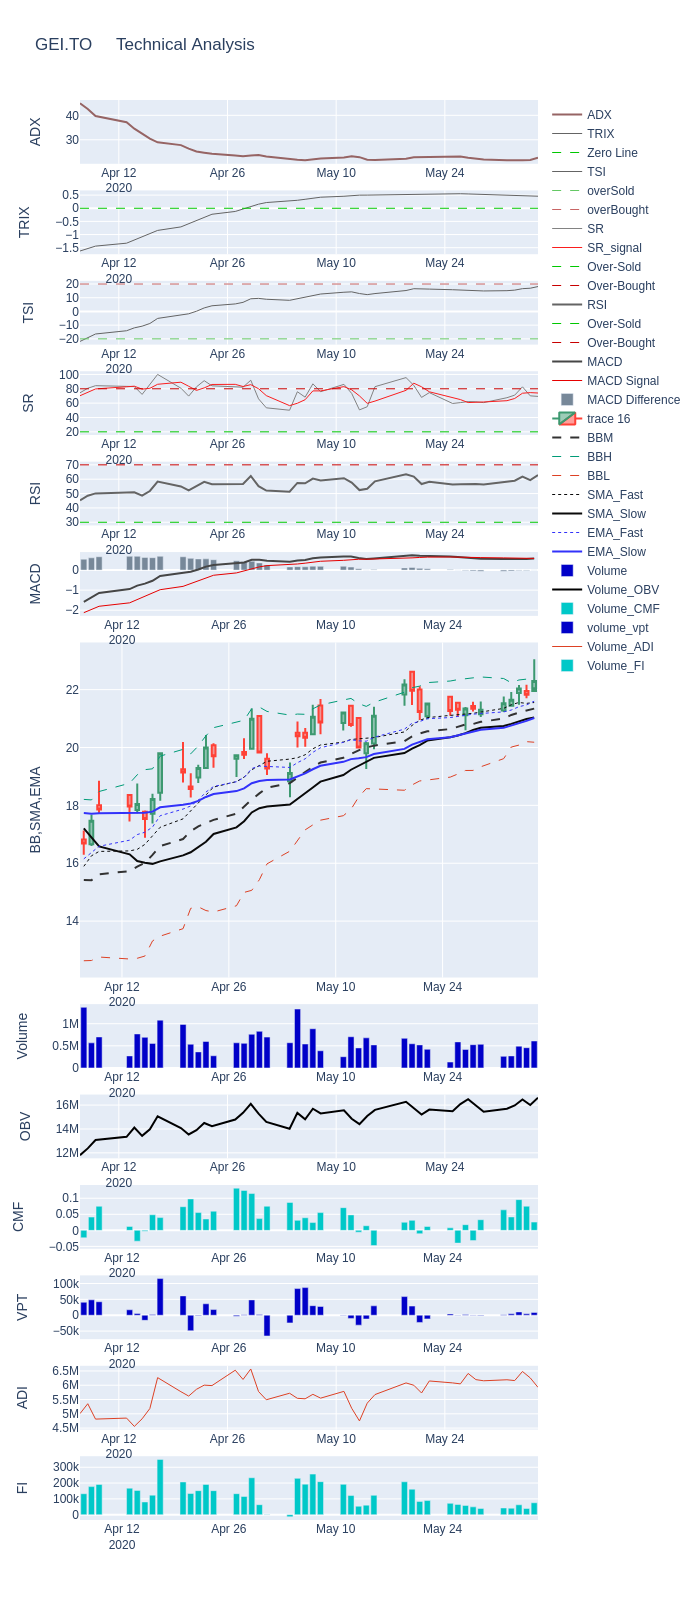 GEI.TO Technical Analysis
ADX
40
30
Apr 12
2020
Apr 26
May 10
May 24
TRIX
0.5
0
−0.5
−1
−1.5
Apr 12
2020
Apr 26
May 10
May 24
TSI
20
10
0
−10
−20
Apr 12
2020
Apr 26
May 10
May 24
SR
100
80
60
40
20
Apr 12
2020
Apr 26
May 10
May 24
RSI
70
60
50
40
30
Apr 12
2020
Apr 26
May 10
May 24
MACD
0
−1
−2
Apr 12
2020
Apr 26
May 10
May 24
BB,SMA,EMA
22
20
18
16
14
Apr 12
2020
Apr 26
May 10
May 24
Volume
1M
0.5M
0
Apr 12
2020
Apr 26
May 10
May 24
OBV
16M
14M
12M
Apr 12
2020
Apr 26
May 10
May 24
CMF
0.1
0.05
0
−0.05
Apr 12
2020
Apr 26
May 10
May 24
VPT
100k
50k
0
−50k
Apr 12
2020
Apr 26
May 10
May 24
ADI
6.5M
6M
5.5M
5M
4.5M
Apr 12
2020
Apr 26
May 10
May 24
FI
300k
200k
100k
0
Apr 12
2020
Apr 26
May 10
May 24
ADX
TRIX
Zero Line
TSI
overSold
overBought
SR
SR_signal
Over-Sold
Over-Bought
RSI
Over-Sold
Over-Bought
MACD
MACD Signal
MACD Difference
trace 16
BBM
BBH
BBL
SMA_Fast
SMA_Slow
EMA_Fast
EMA_Slow
Volume
Volume_OBV
Volume_CMF
volume_vpt
Volume_ADI
Volume_FI